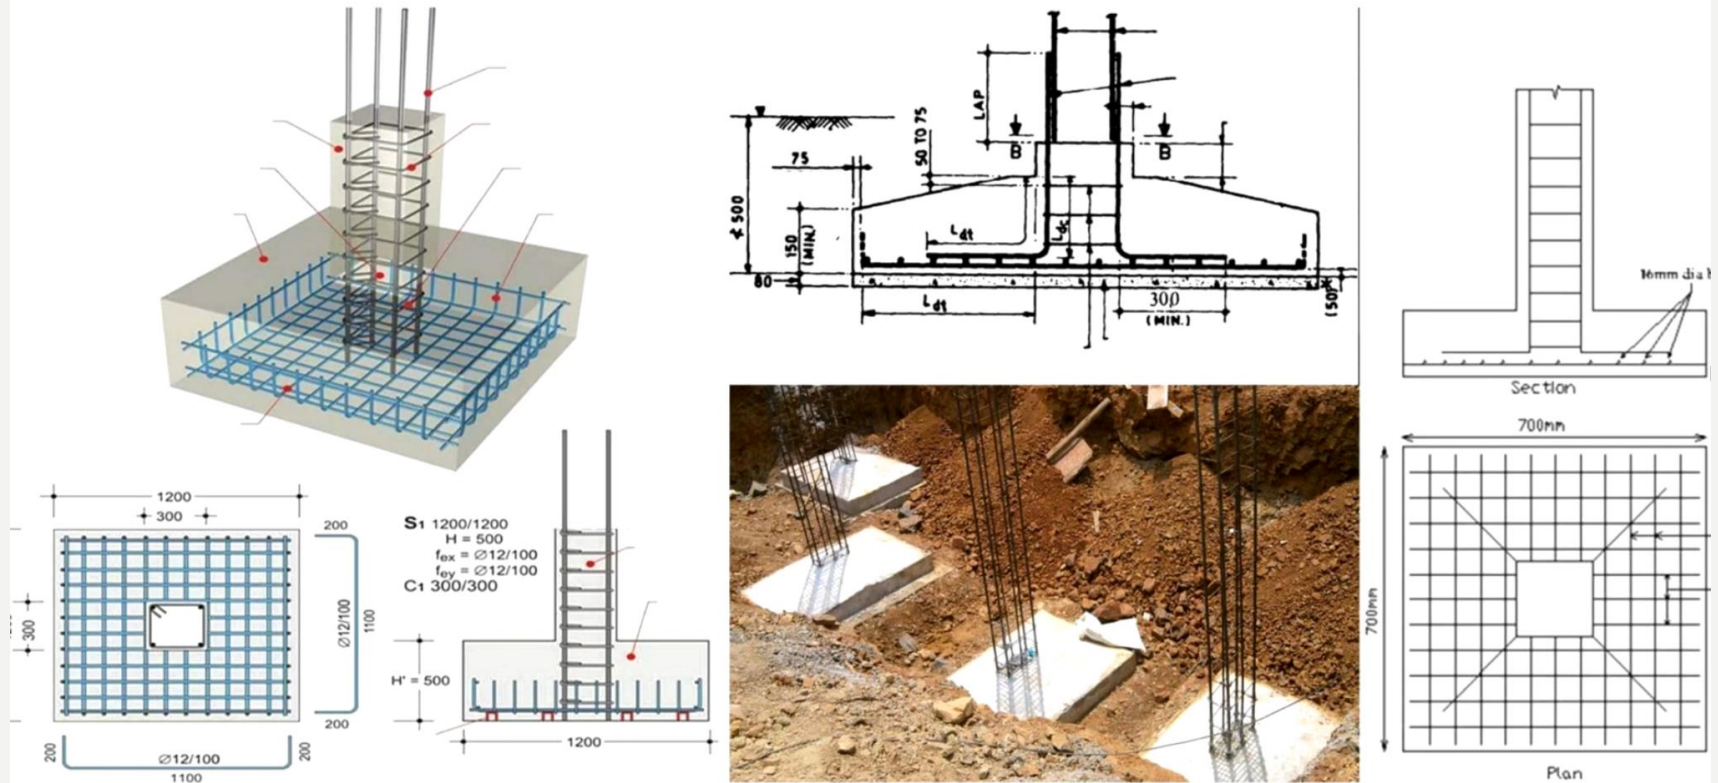 LAP
50 TO 75
B
B
75
≮ 500
150
(MIN.)
Ldt
Ldc
80
Ldt
300
(MIN.)
(50)
16mm dia
Section
700mm
700mm
Plan
1200
300
200
300
Ø12/100
1100
200
200
Ø12/100
1100
200
S1 1200/1200
H = 500
fex = Ø12/100
fey = Ø12/100
C1 300/300
H' = 500
1200